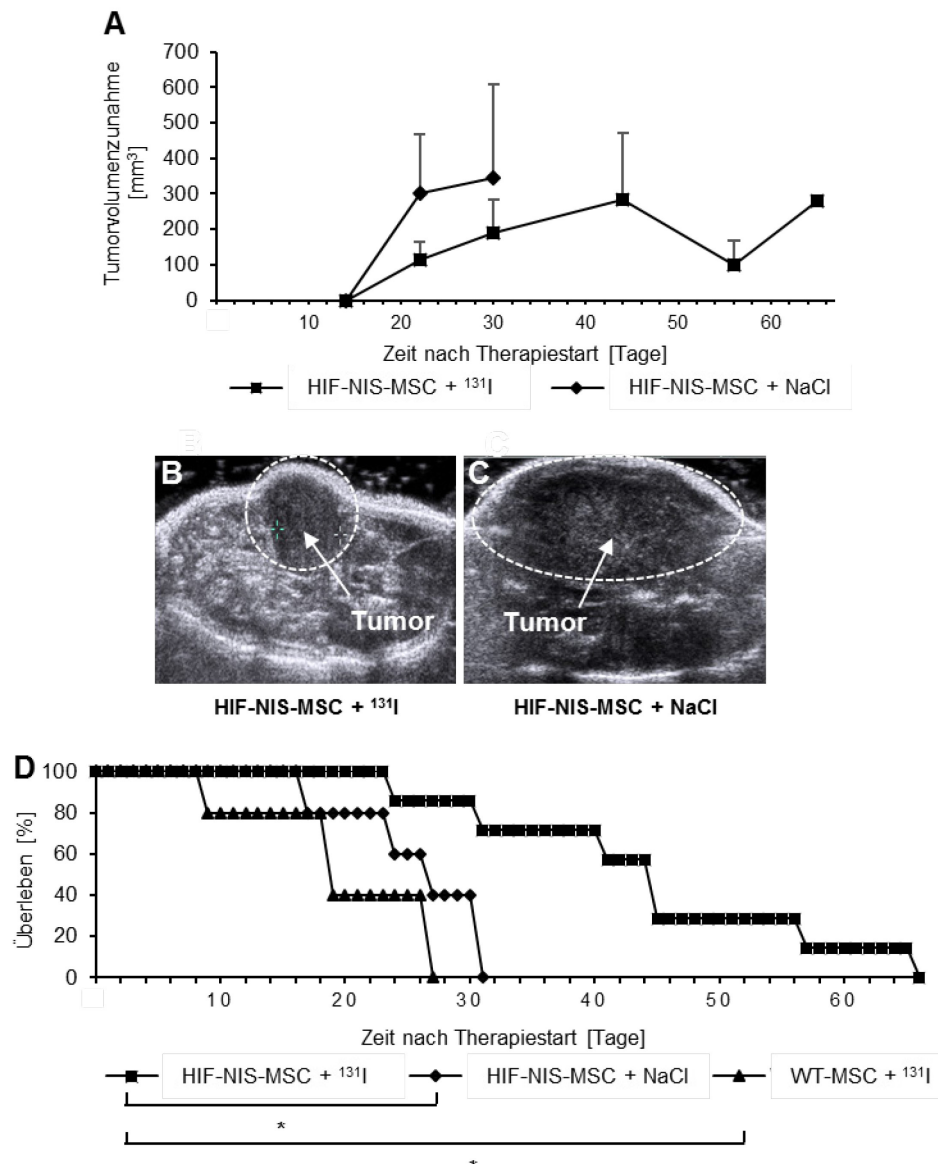 A
700
600
500
400
300
200
100
0
Tumorvolumenzunahme
[mm³]
10 20 30 40 50 60
Zeit nach Therapiestart [Tage]
HIF-NIS-MSC + ¹³¹I HIF-NIS-MSC + NaCl
B C
B C
Tumor Tumor
HIF-NIS-MSC + ¹³¹I HIF-NIS-MSC + NaCl
D
100
80
60
40
20
0
Überleben [%]
10 20 30 40 50 60
Zeit nach Therapiestart [Tage]
HIF-NIS-MSC + ¹³¹I HIF-NIS-MSC + NaCl WT-MSC + ¹³¹I
*
*